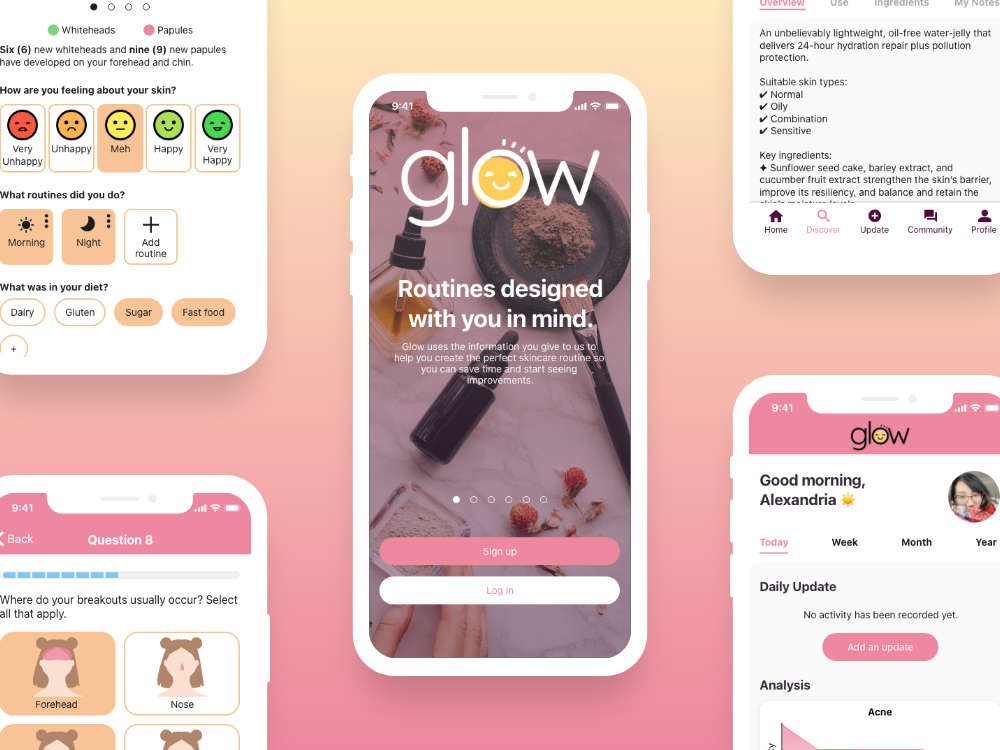 Whiteheads
Papules
Six (6) new whiteheads and nine (9) new papules
have developed on your forehead and chin.
How are you feeling about your skin?
Very
Unhappy
Unhappy
Meh
Happy
Very
Happy
What routines did you do?
Morning
Night
Add
routine
What was in your diet?
Dairy
Gluten
Sugar
Fast food
+
9:41
Back
Question 8
Where do your breakouts usually occur? Select
all that apply.
Forehead
Nose
9:41
glow
Routines designed
with you in mind.
Glow uses the information you give to us to
help you create the perfect skincare routine so
you can save time and start seeing
improvements.
Sign up
Log in
Overview
Use
Ingredients
My Notes
An unbelievably lightweight, oil-free water-jelly that
delivers 24-hour hydration repair plus pollution
protection.
Suitable skin types:
✔ Normal
✔ Oily
✔ Combination
✔ Sensitive
Key ingredients:
✦ Sunflower seed cake, barley extract, and
cucumber fruit extract strengthen the skin's barrier,
improve its resiliency, and balance and retain the
skin's moisture levels.
Home
Discover
Update
Community
Profile
9:41
glow
Good morning,
Alexandria ☀️
Today
Week
Month
Year
Daily Update
No activity has been recorded yet.
Add an update
Analysis
Acne